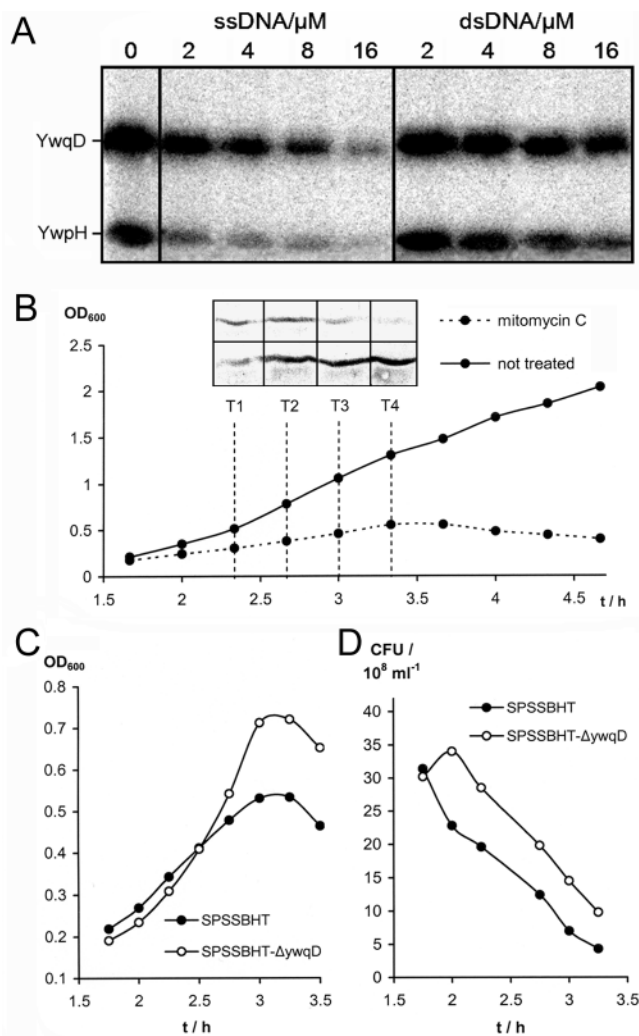 A
ssDNA/µM
dsDNA/µM
0 2 4 8 16 2 4 8 16
YwqD
YwpH
B
OD600
mitomycin C
not treated
2.5
2
1.5
1
0.5
0
T1 T2 T3 T4
1.5 2 2.5 3 3.5 4 4.5
t / h
C
OD600
0.8
0.7
0.6
0.5
0.4
0.3
0.2
0.1
SPSSBHT
SPSSBHT-ΔywqD
1.5 2 2.5 3 3.5
t / h
D
CFU /
10⁸ ml⁻¹
40
35
30
25
20
15
10
5
0
SPSSBHT
SPSSBHT-ΔywqD
1.5 2 2.5 3 3.5
t / h